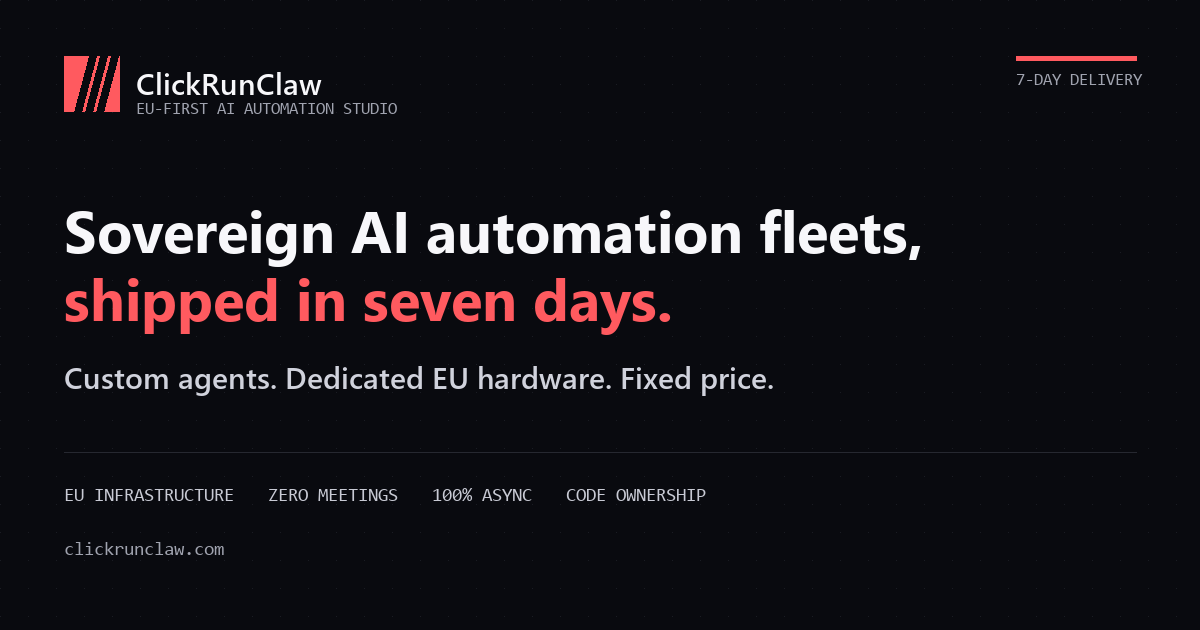 ClickRunClaw
EU-FIRST AI AUTOMATION STUDIO
7-DAY DELIVERY
Sovereign AI automation fleets,
shipped in seven days.
Custom agents. Dedicated EU hardware. Fixed price.
EU INFRASTRUCTURE ZERO MEETINGS 100% ASYNC CODE OWNERSHIP
clickrunclaw.com